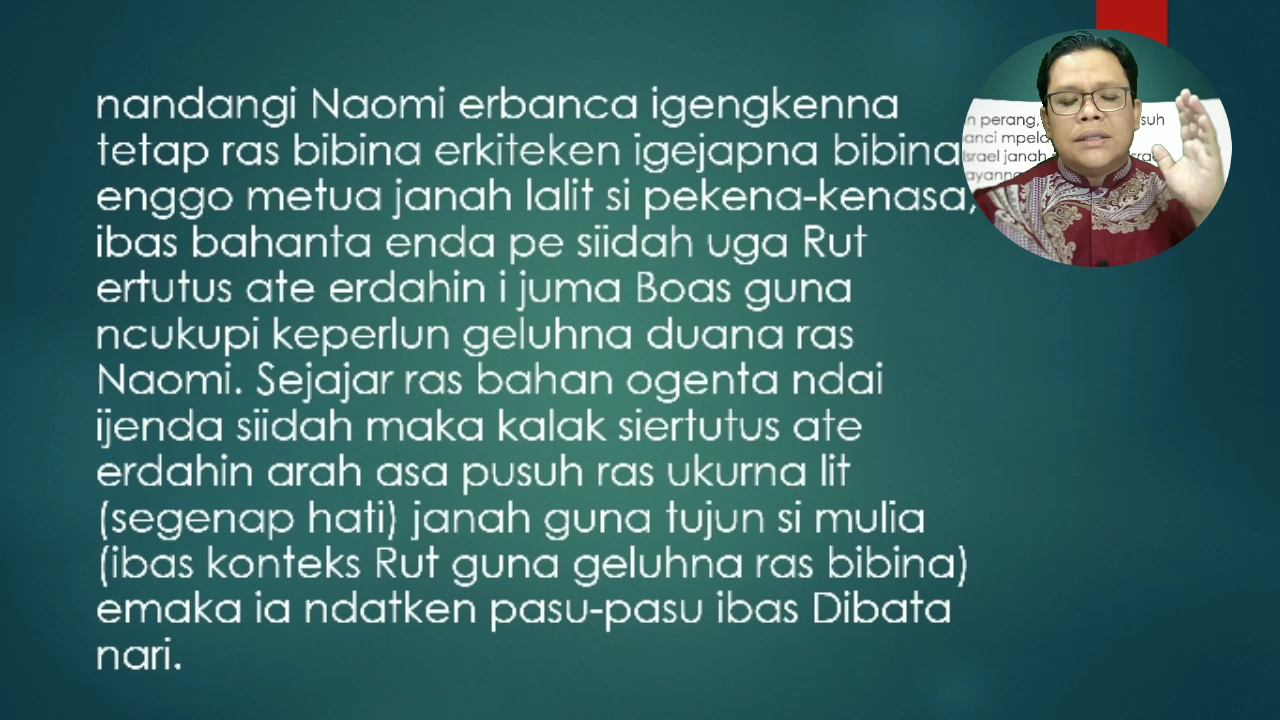 nandangi Naomi erbanca igengkenna
tetap ras bibina erkiteken igejapna bibina
enggo metua janah lalit si pekena-kenasa,
ibas bahanta enda pe siidah uga Rut
ertutus ate erdahin i juma Boas guna
ncukupi keperlun geluhna duana ras
Naomi. Sejajar ras bahan ogenta ndai
ijenda siidah maka kalak siertutus ate
erdahin arah asa pusuh ras ukurna lit
(segenap hati) janah guna tujun si mulia
(ibas konteks Rut guna geluhna ras bibina)
emaka ia ndatken pasu-pasu ibas Dibata
nari.
perang,
janah